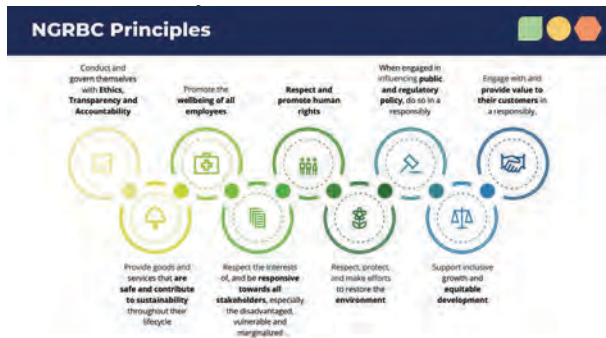 NGRBC Principles
Conduct and
govern themselves
with Ethics,
Transparency and
Accountability
Promote the
wellbeing of all
employees
Respect and
promote human
rights
When engaged in
influencing public
and regulatory
policy, do so in a
responsibly
Engage with and
provide value to
their customers in
a responsibly,
Provide goods and
services that are
safe and contribute
to sustainability
throughout their
lifecycle
Respect the interests
of, and be responsive
towards all
stakeholders, especially
the disadvantaged,
vulnerable and
marginalized
Respect, protect,
and make efforts
to restore the
environment
Support inclusive
growth and
equitable
development